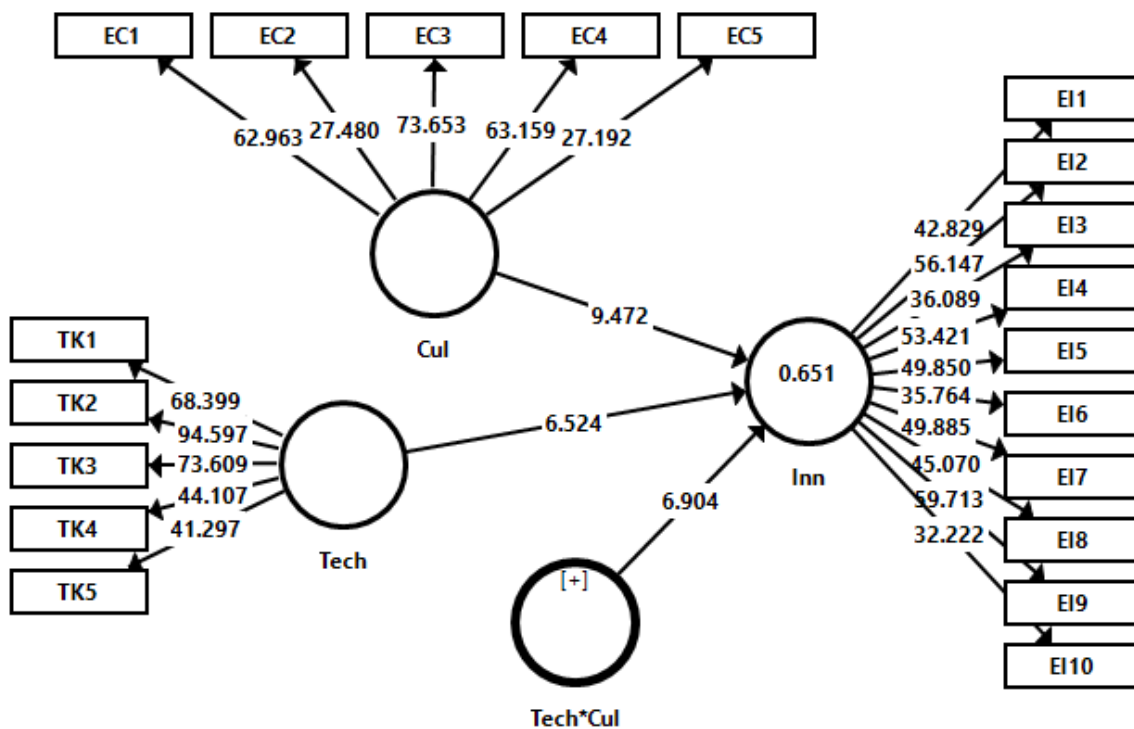 EC1 EC2 EC3 EC4 EC5
62.963 27.480 73.653 63.159 27.192
Cul
9.472
TK1
TK2
TK3
TK4
TK5
68.399
94.597
73.609
44.107
41.297
Tech
6.524
[+]
Tech*Cul
6.904
0.651
Inn
42.829
56.147
36.089
53.421
49.850
35.764
49.885
45.070
59.713
32.222
EI1
EI2
EI3
EI4
EI5
EI6
EI7
EI8
EI9
EI10